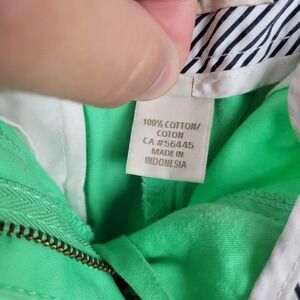 100% COTTON/
COTON
CA #56445
MADE IN
INDONESIA